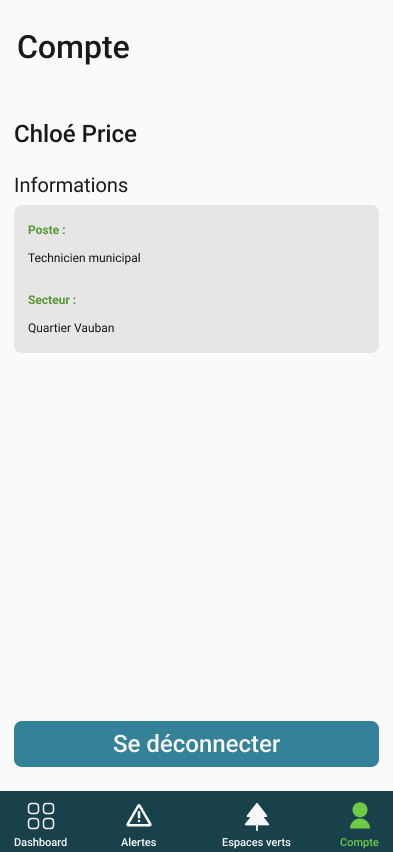 Compte
Chloé Price
Informations
Poste :
Technicien municipal
Secteur :
Quartier Vauban
Se déconnecter
Dashboard
Alertes
Espaces verts
Compte